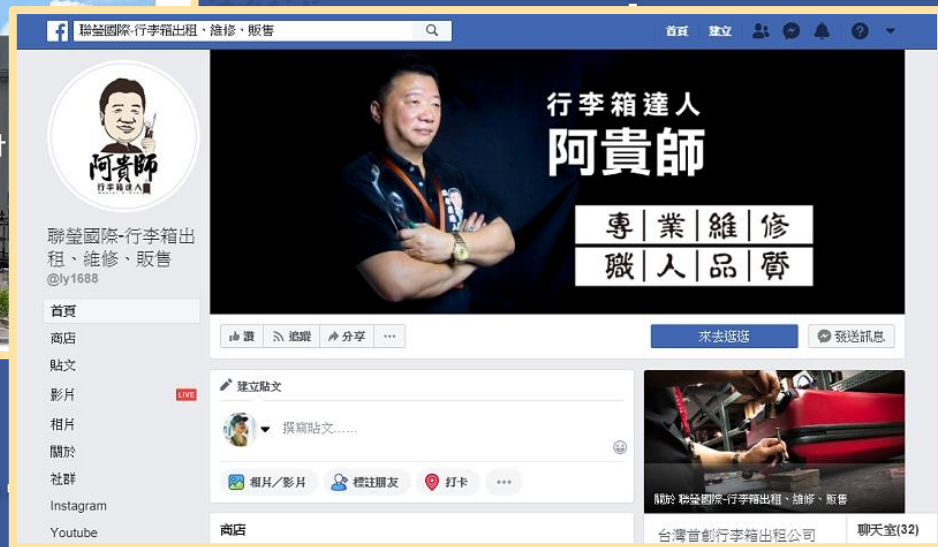 聯瑩國際-行李箱出租、維修、販售
首頁 建立
阿貴師
行李箱達人
聯瑩國際-行李箱出
租、維修、販售
@ly1688
首頁
商店
貼文
影片 LIVE
相片
關於
社群
Instagram
Youtube
行李箱達人
阿貴師
專業維修
職人品質
讚 追蹤 分享 ...
來去逛逛 發送訊息
建立貼文
撰寫貼文......
相片/影片 標註朋友 打卡 ...
商店
關於 聯瑩國際-行李箱出租、維修、販售
台灣首創行李箱出租公司
聊天室(32)